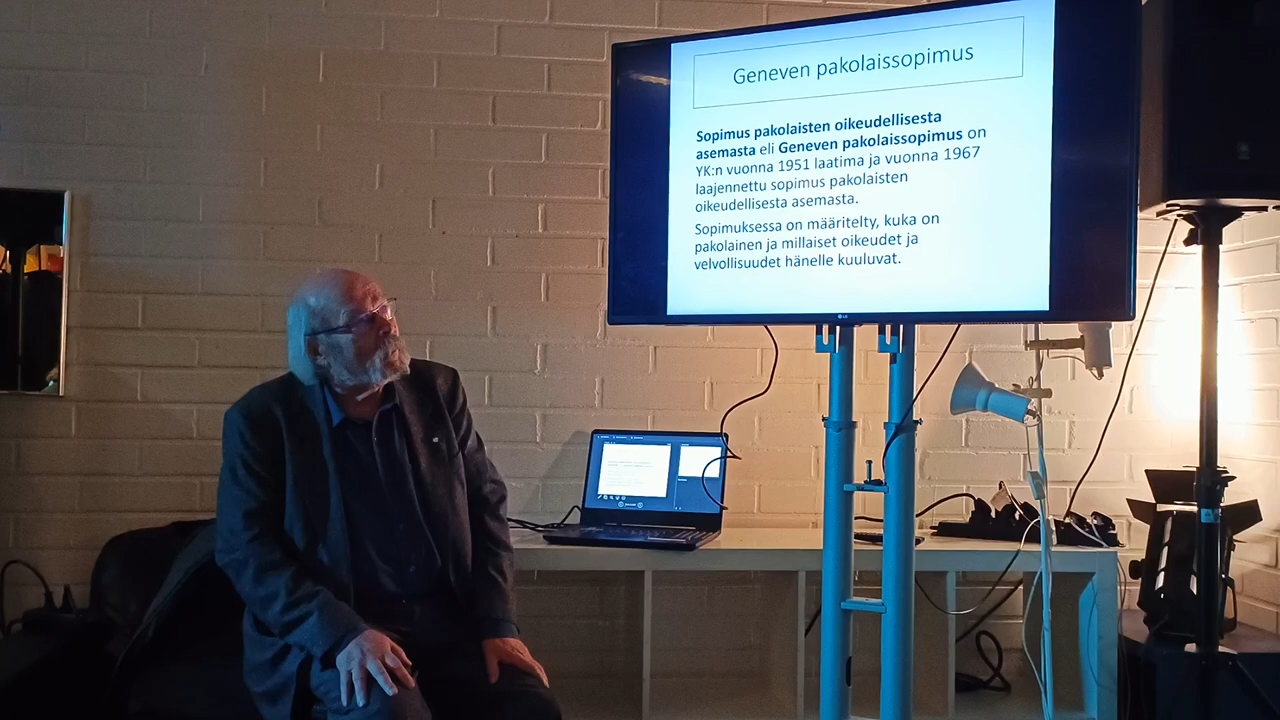 Geneven pakolaissopimus
Sopimus pakolaisten oikeudellisesta
asemasta eli Geneven pakolaissopimus on
YK:n vuonna 1951 laatima ja vuonna 1967
laajennettu sopimus pakolaisten
oikeudellisesta asemasta.
Sopimuksessa on määritelty, kuka on
pakolainen ja millaiset oikeudet ja
velvollisuudet hänelle kuuluvat.
LG